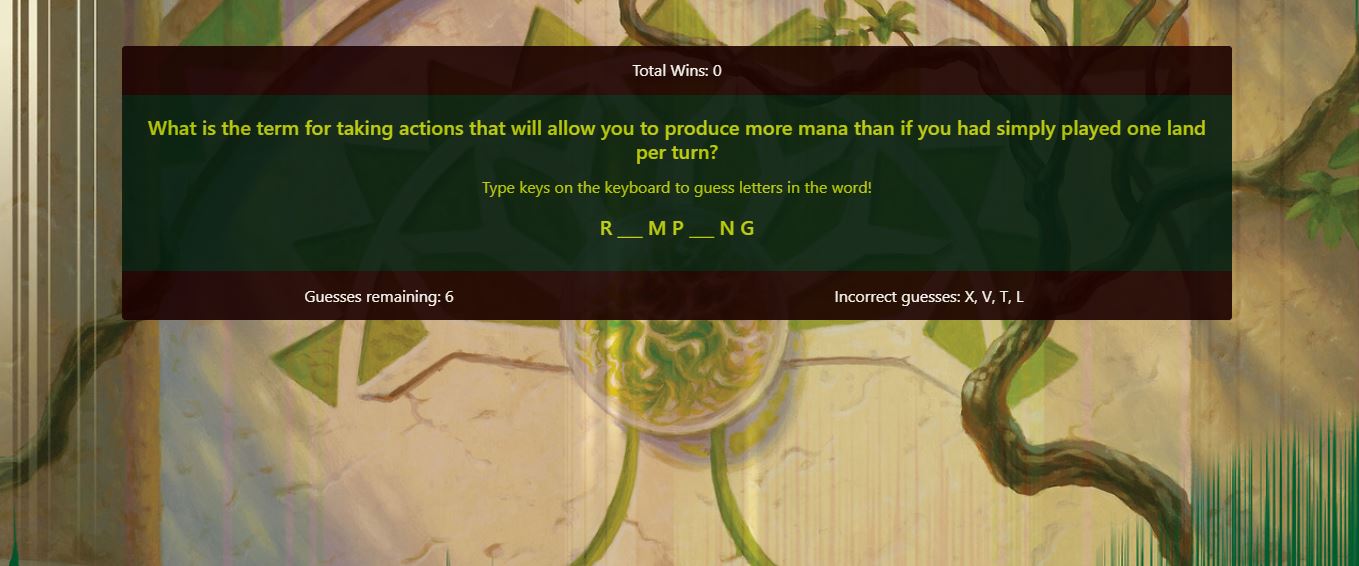 Total Wins: 0
What is the term for taking actions that will allow you to produce more mana than if you had simply played one land
per turn?
Type keys on the keyboard to guess letters in the word!
R __ M P __ N G
Guesses remaining: 6
Incorrect guesses: X, V, T, L